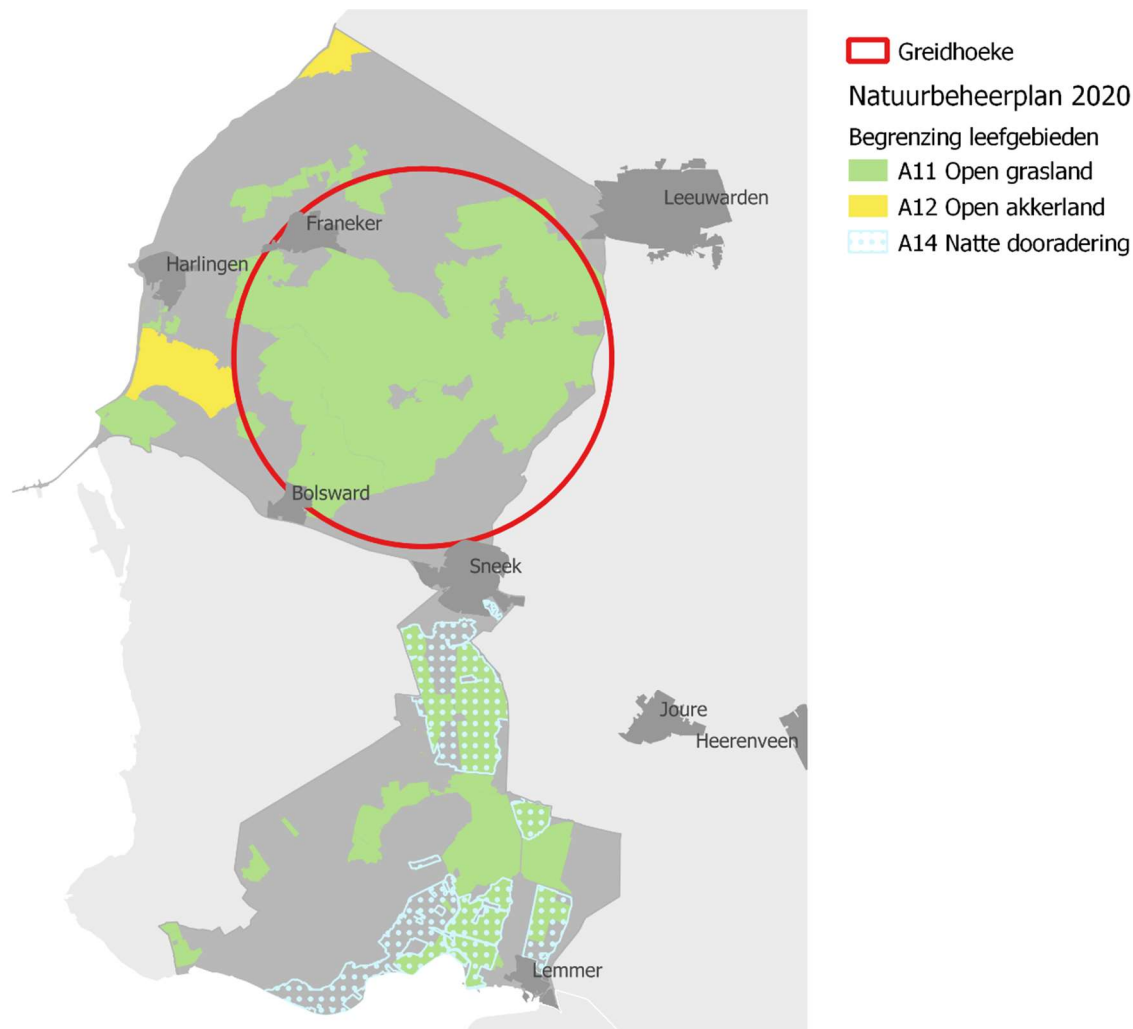 Greidhoeke
Natuurbeheerplan 2020
Begrenzing leefgebieden
A11 Open grasland
A12 Open akkerland
A14 Natte dooradering
Leeuwarden
Franeker
Harlingen
Bolsward
Sneek
Joure
Heerenveen
Lemmer